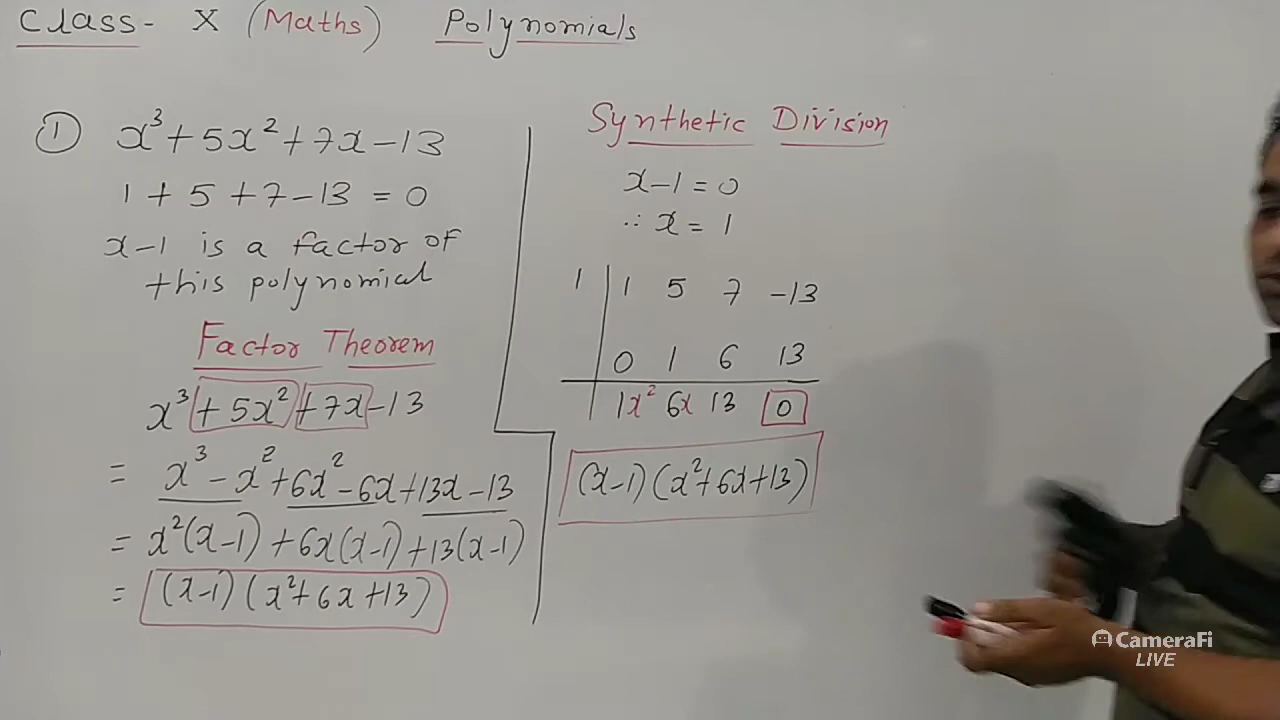 Class- X (Maths) Polynomials
① x³+5x²+7x-13
1+5+7-13=0
x-1 is a factor of
this polynomial
Factor Theorem
x³+5x²+7x-13
= x³-x²+6x²-6x+13x-13
= x²(x-1)+6x(x-1)+13(x-1)
= (x-1)(x²+6x+13)
Synthetic Division
x-1=0
∴ x=1
1 | 1 5 7 -13
0 1 6 13
1x² 6x 13 0
(x-1)(x²+6x+13)
CameraFi
LIVE